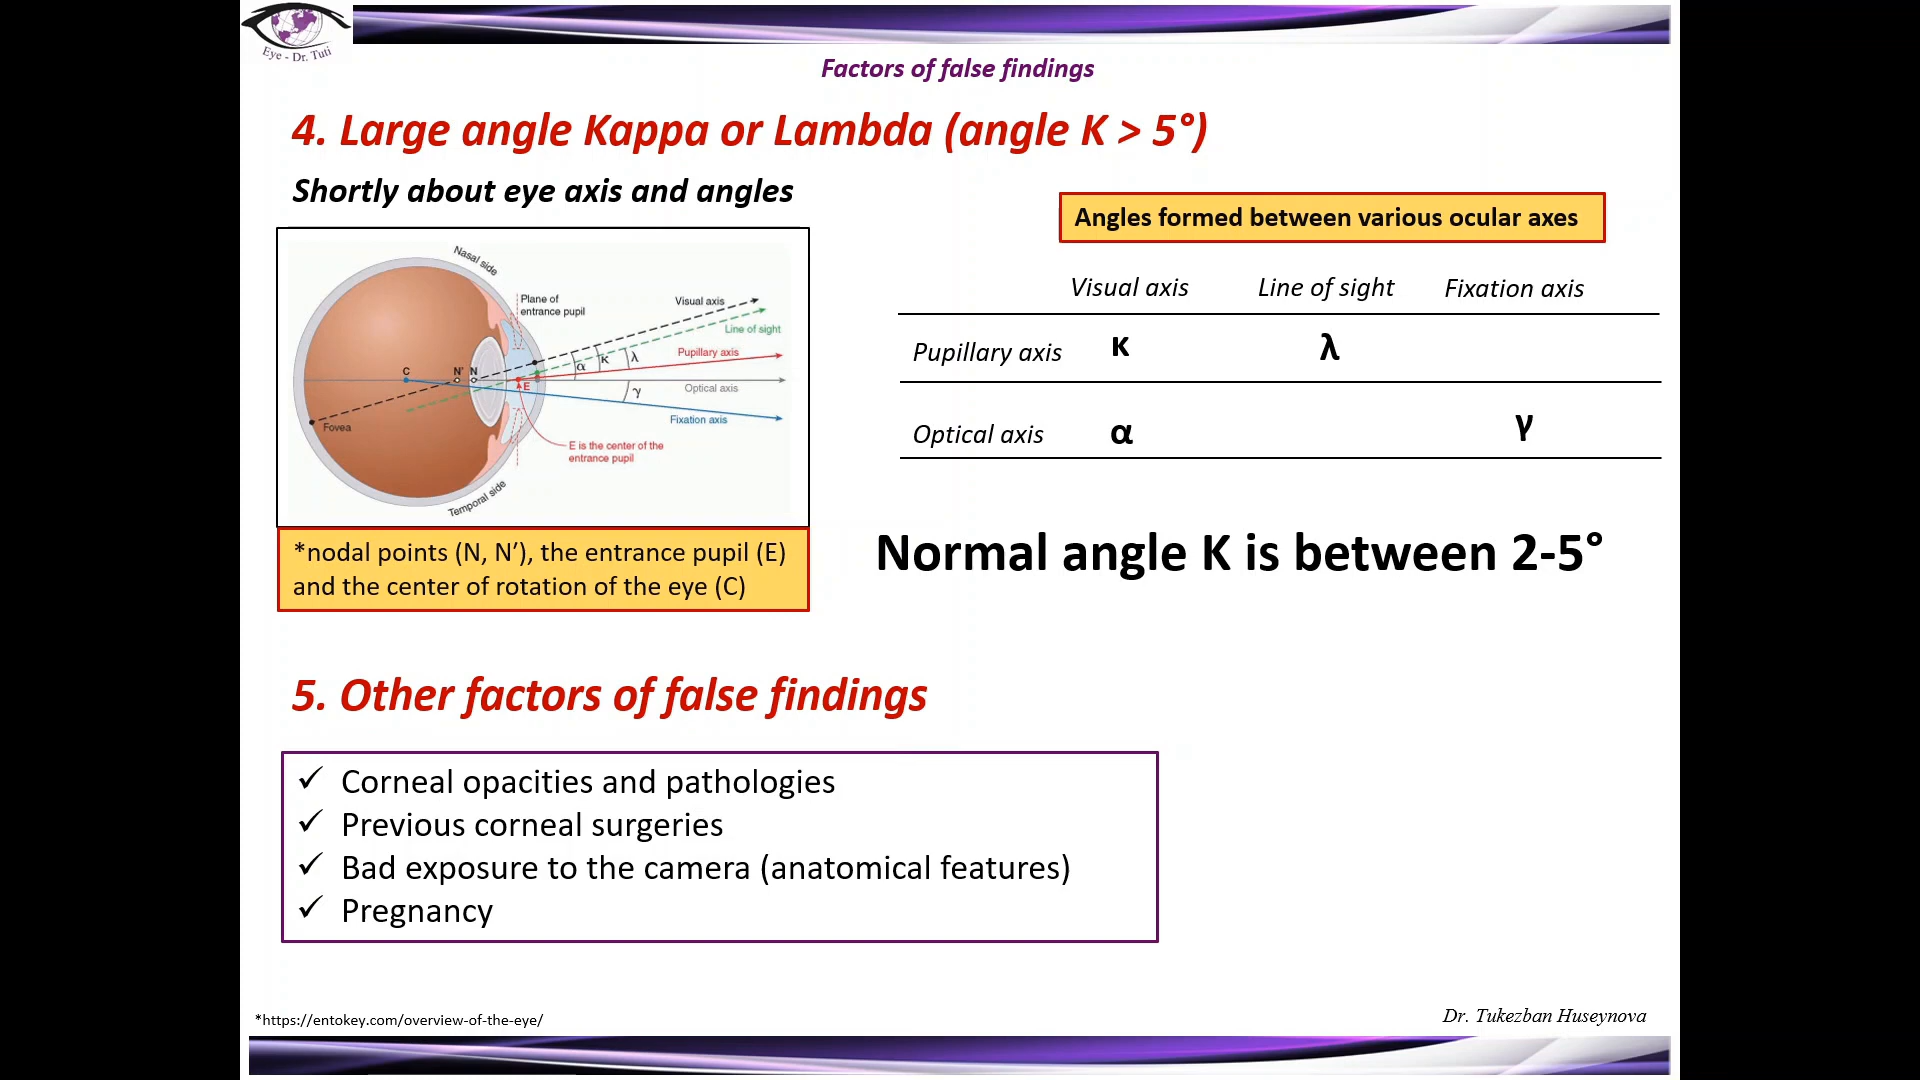 Eye - Dr. Tuti
Factors of false findings
4. Large angle Kappa or Lambda (angle K > 5°)
Shortly about eye axis and angles
Nasal side
Plane of
entrance pupil
Visual axis
Line of sight
Pupillary axis
Optical axis
Fixation axis
C N' N E
α κ λ
γ
Fovea
E is the center of the
entrance pupil
Temporal side
*nodal points (N, N′), the entrance pupil (E)
and the center of rotation of the eye (C)
Angles formed between various ocular axes
Visual axis Line of sight Fixation axis
Pupillary axis κ λ
Optical axis α γ
Normal angle K is between 2-5°
5. Other factors of false findings
✓ Corneal opacities and pathologies
✓ Previous corneal surgeries
✓ Bad exposure to the camera (anatomical features)
✓ Pregnancy
*https://entokey.com/overview-of-the-eye/
Dr. Tukezban Huseynova